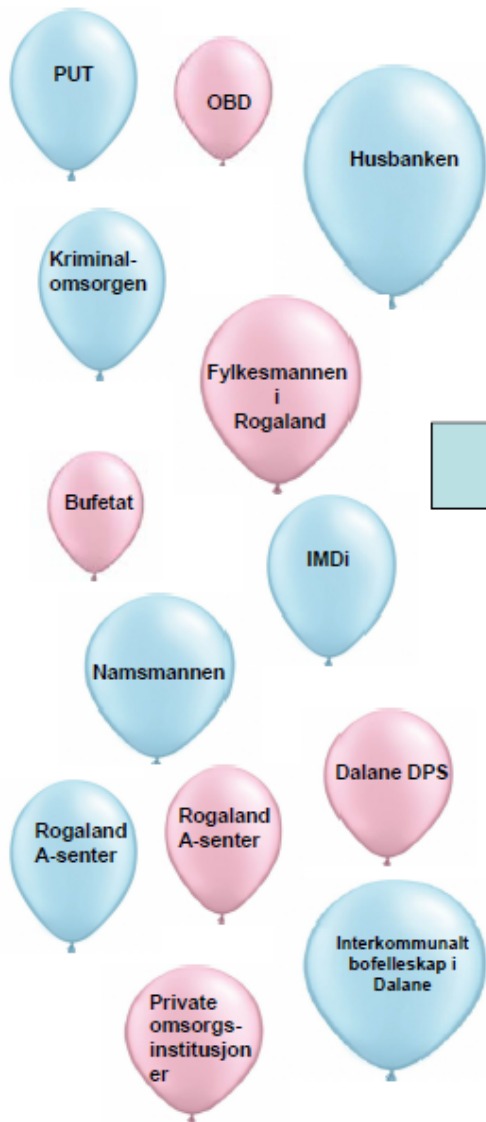 PUT
OBD
Husbanken
Kriminal-
omsorgen
Fylkesmannen
i
Rogaland
Bufetat
IMDi
Namsmannen
Dalane DPS
Rogaland
A-senter
Rogaland
A-senter
Interkommunalt
bofelleskap i
Dalane
Private
omsorgs-
institusjon
er